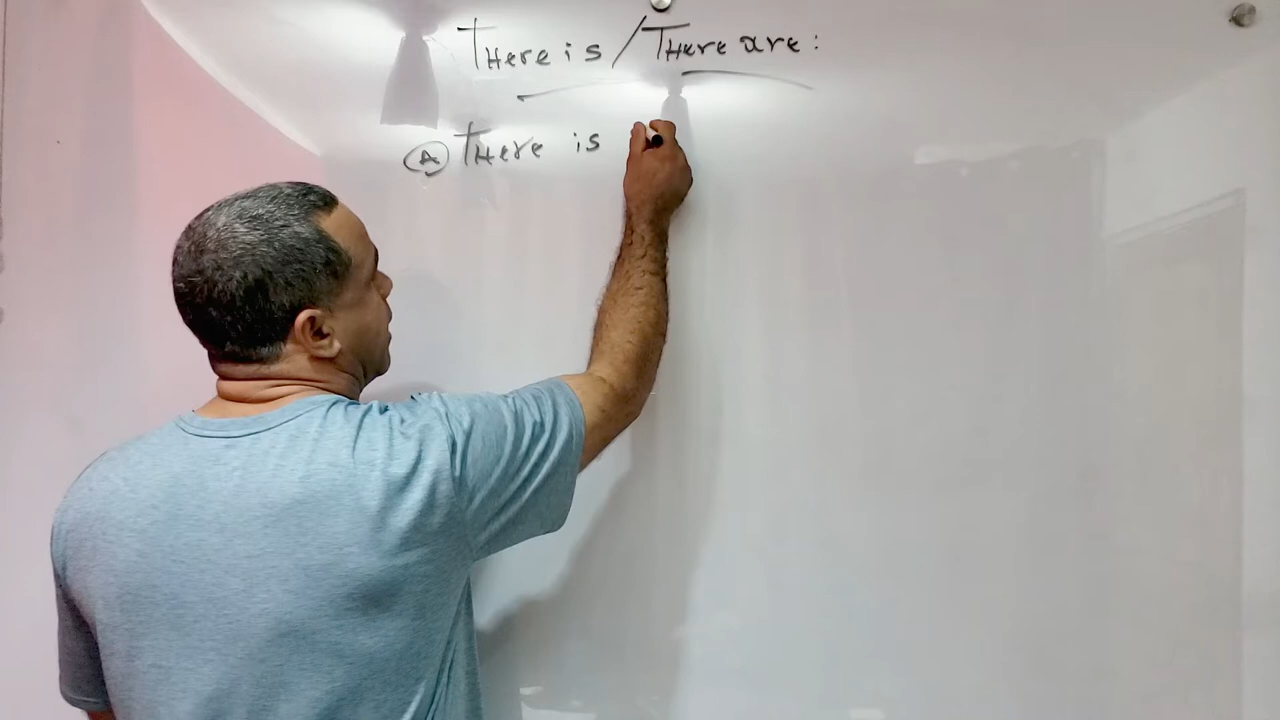 There is / There are:
Ⓐ There is